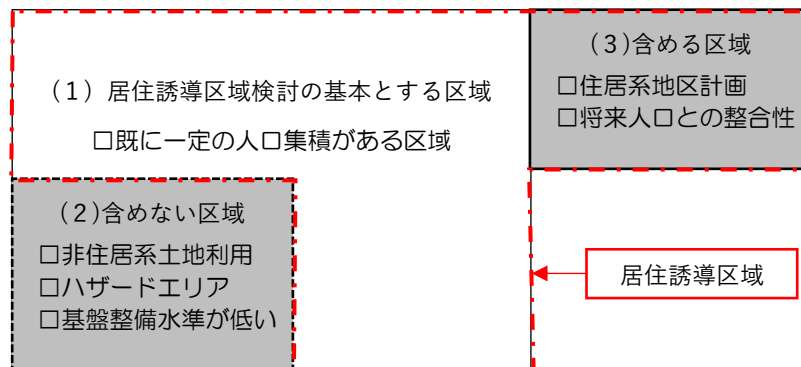 (1)居住誘導区域検討の基本とする区域
□既に一定の人口集積がある区域
(3)含める区域
□住居系地区計画
□将来人口との整合性
(2)含めない区域
□非住居系土地利用
□ハザードエリア
□基盤整備水準が低い
居住誘導区域